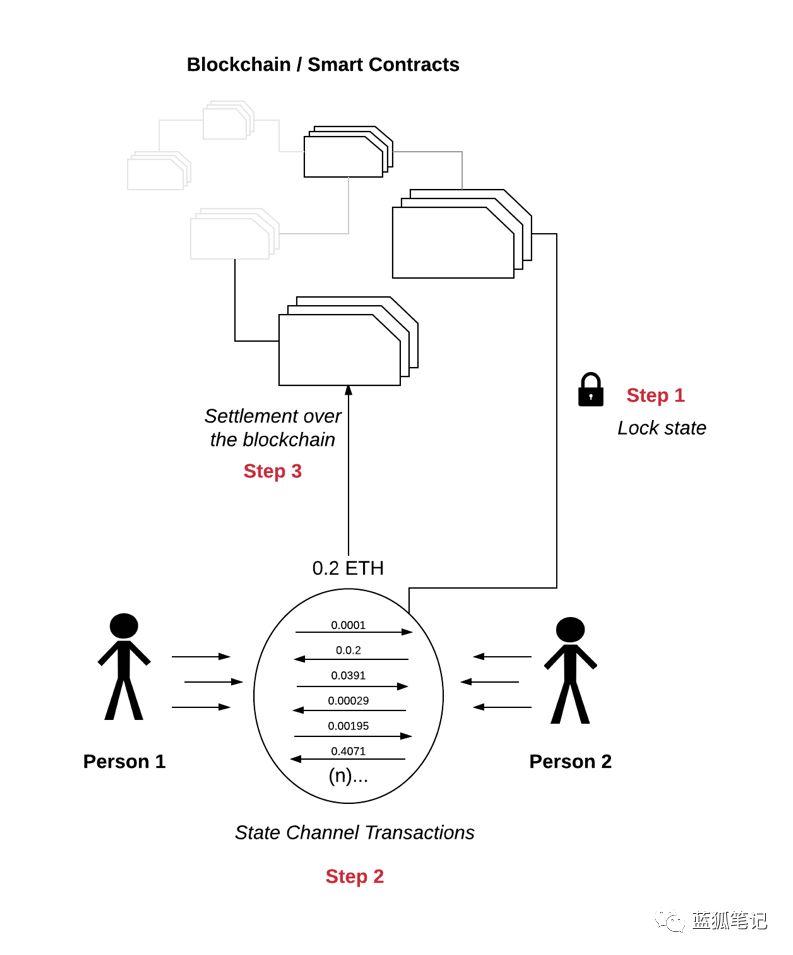 Blockchain / Smart Contracts
Step 1
Lock state
Settlement over
the blockchain
Step 3
0.2 ETH
0.0001
0.0.2
0.0391
0.00029
0.00195
0.4071
(n)...
Person 1
Person 2
State Channel Transactions
Step 2
蓝狐笔记